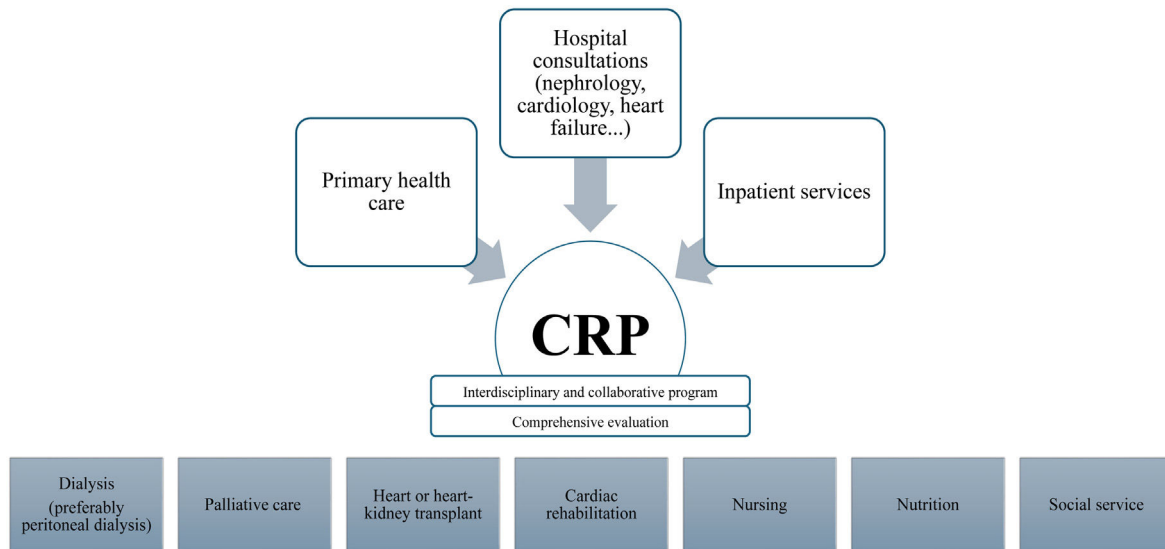 Hospital
consultations
(nephrology,
cardiology, heart
failure...)
Primary health
care
Inpatient services
CRP
Interdisciplinary and collaborative program
Comprehensive evaluation
Dialysis
(preferably
peritoneal dialysis)
Palliative care
Heart or heart-
kidney transplant
Cardiac
rehabilitation
Nursing
Nutrition
Social service